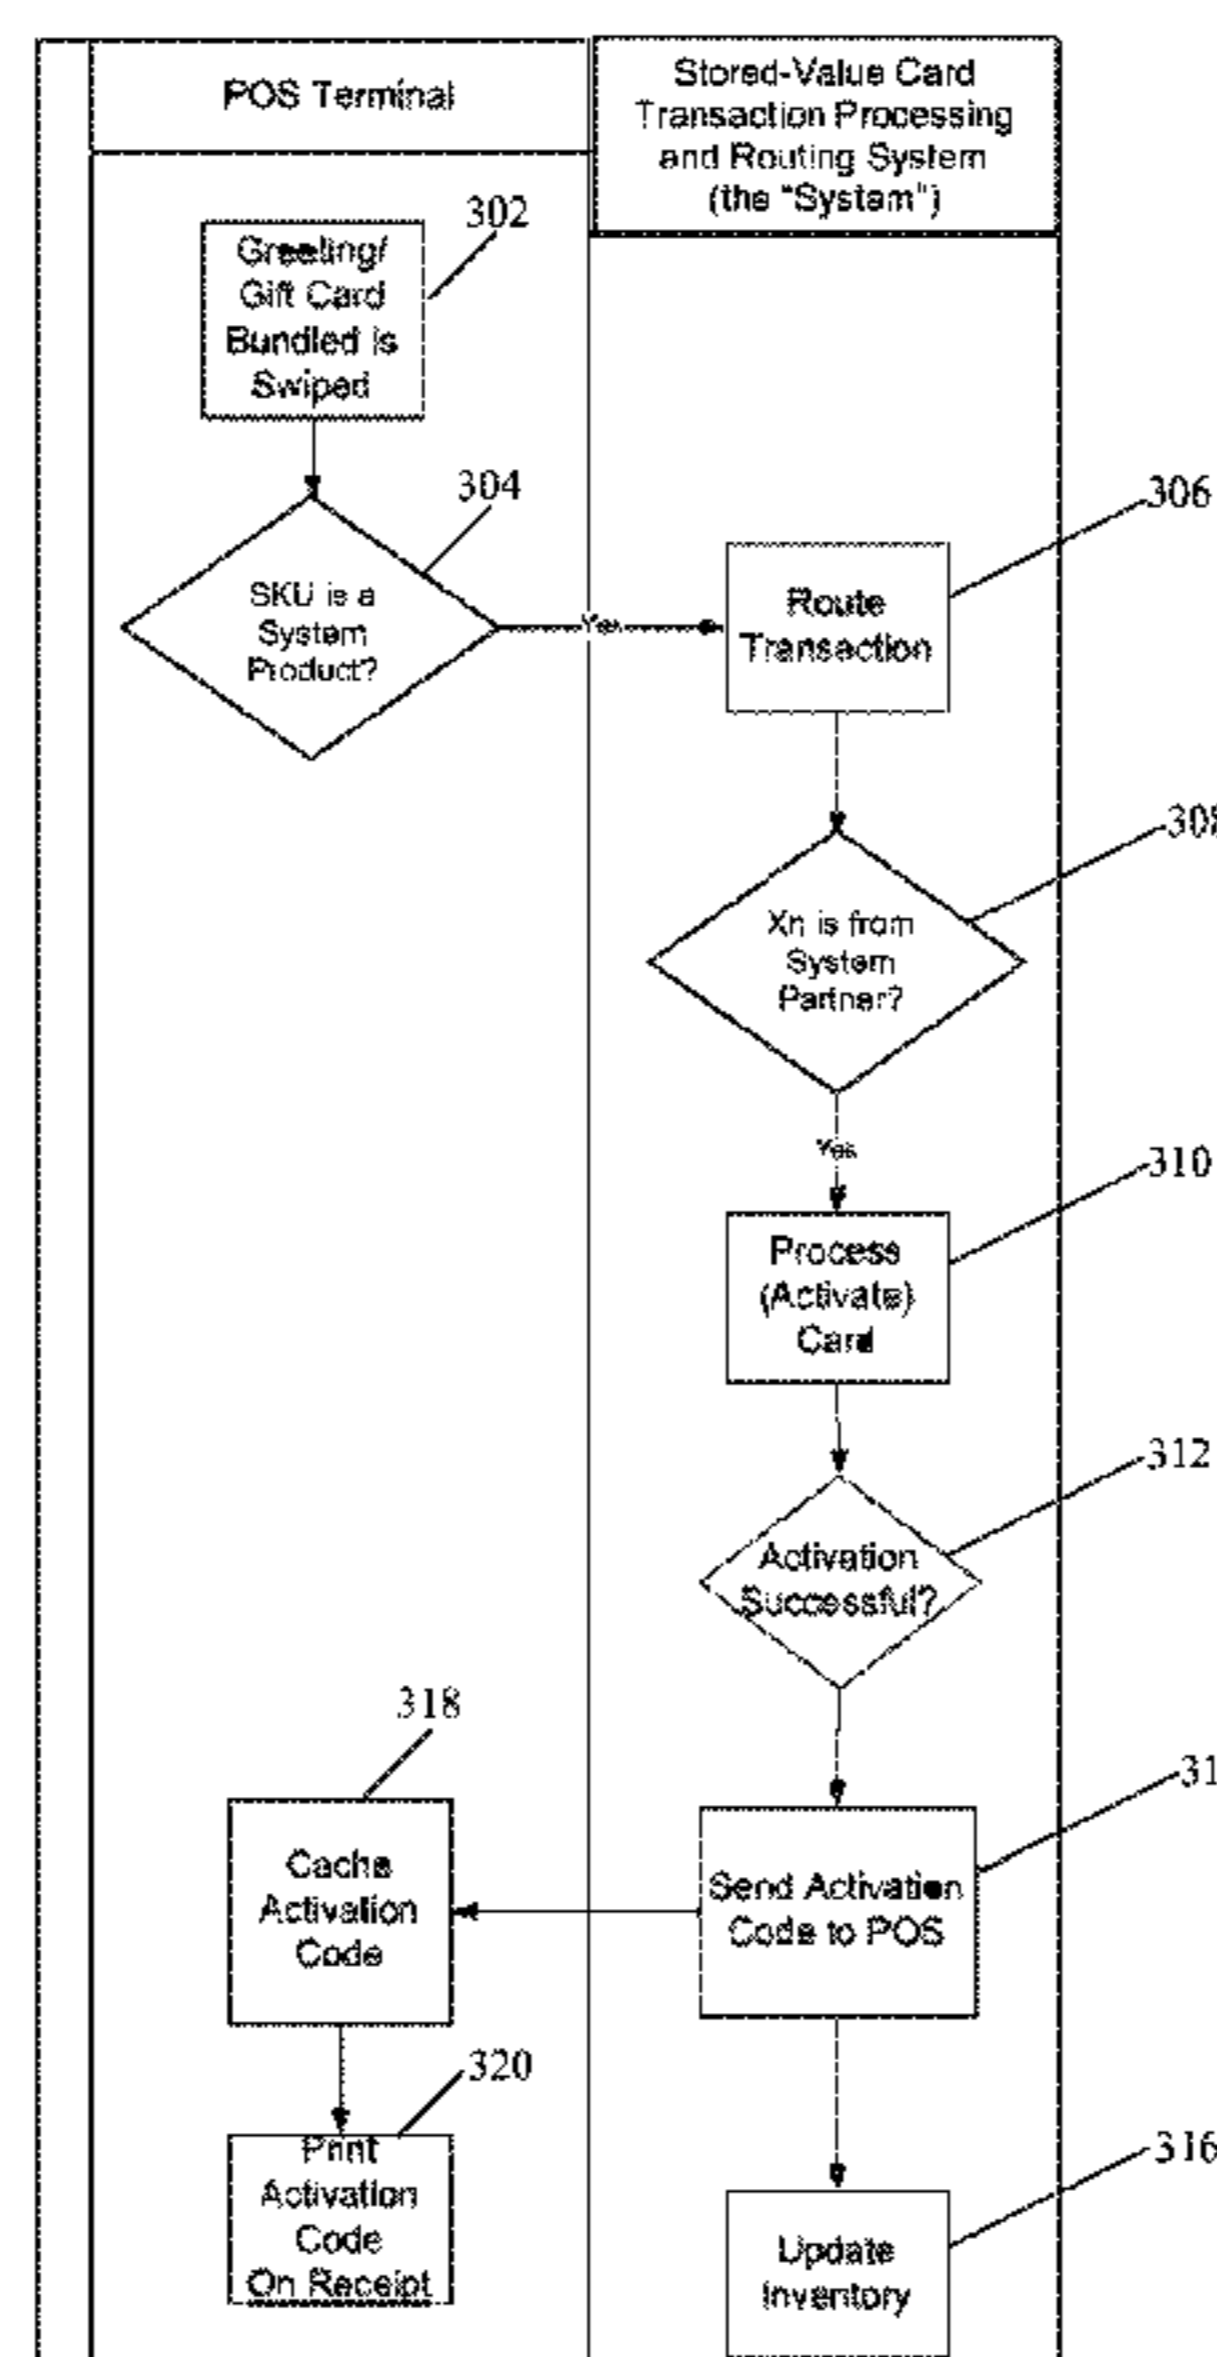 POS Terminal
Stored-Value Card
Transaction Processing
and Routing System
(the "System")
302
Greeting/
Gift Card
Bundled is
Swiped
304
SKU is a
System
Product?
Yes
306
Route
Transaction
308
Xn is from
System
Partner?
Yes
310
Process
(Activate)
Card
312
Activation
Successful?
318
Cache
Activation
Code
31
Send Activation
Code to POS
320
Print
Activation
Code
On Receipt
316
Update
Inventory